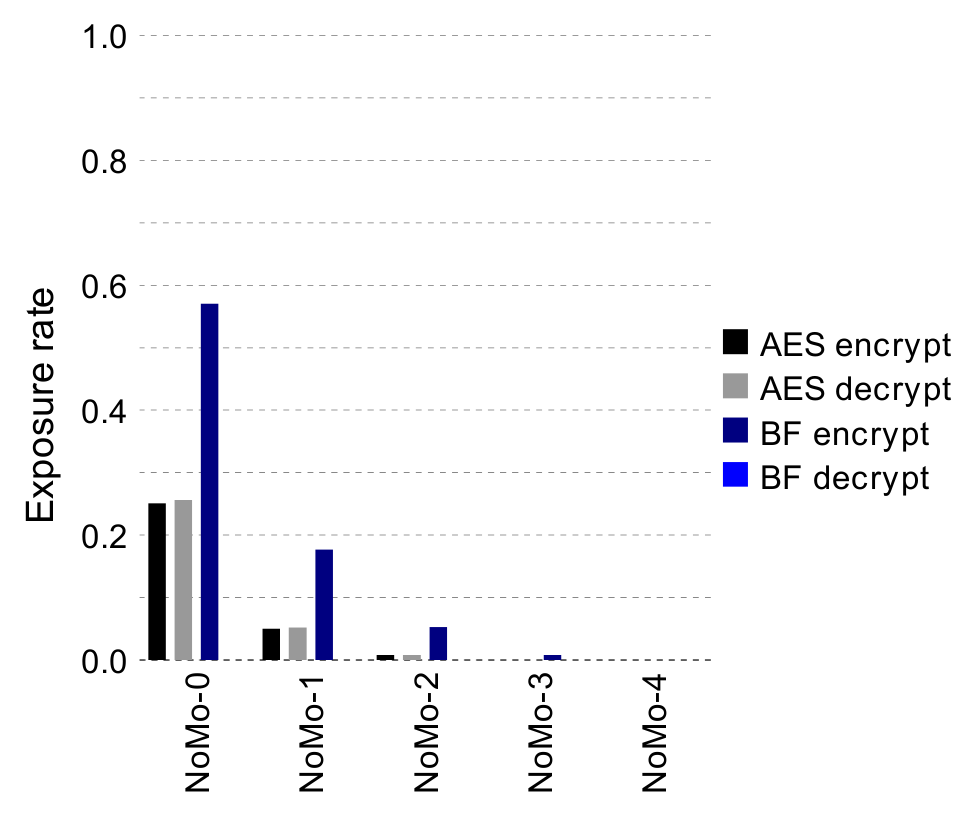 1.0
0.8
0.6
0.4
0.2
0.0
Exposure rate
NoMo-0
NoMo-1
NoMo-2
NoMo-3
NoMo-4
AES encrypt
AES decrypt
BF encrypt
BF decrypt